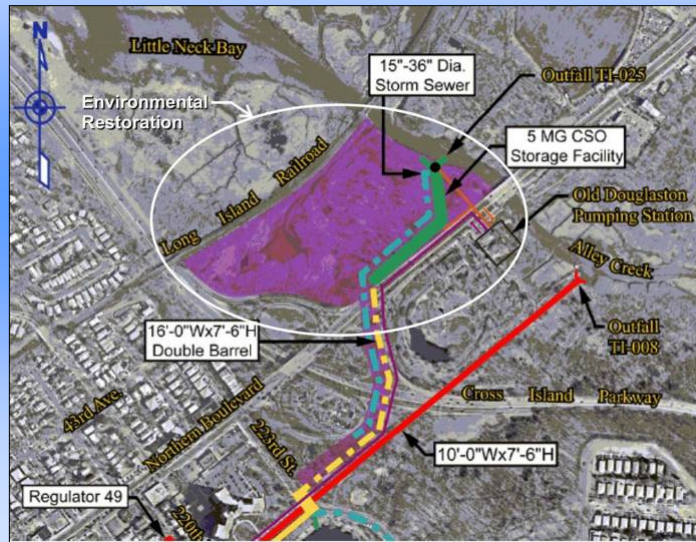 N
Little Neck Bay
15"-36" Dia.
Storm Sewer
Outfall TI-025
Environmental
Restoration
5 MG CSO
Storage Facility
Long Island Railroad
Old Douglaston
Pumping Station
Alley Creek
16'-0"Wx7'-6"H
Double Barrel
Outfall
TI-008
43rd Ave.
Northern Boulevard
Cross Island Parkway
223rd St.
10'-0"Wx7'-6"H
Regulator 49
220th